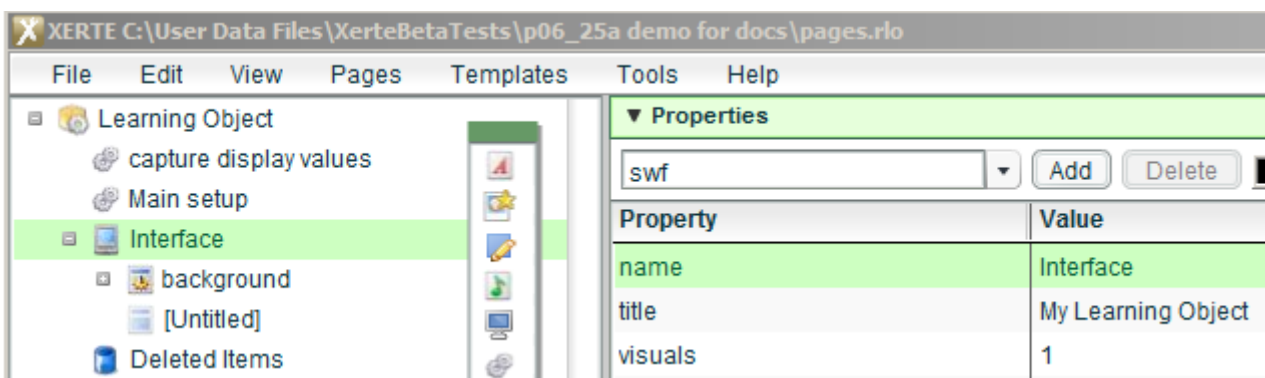 XERTE C:\User Data Files\XerteBetaTests\p06_25a demo for docs\pages.rlo
File Edit View Pages Templates Tools Help
Learning Object
capture display values
Main setup
Interface
background
[Untitled]
Deleted Items
▼ Properties
swf Add Delete
Property Value
name Interface
title My Learning Object
visuals 1